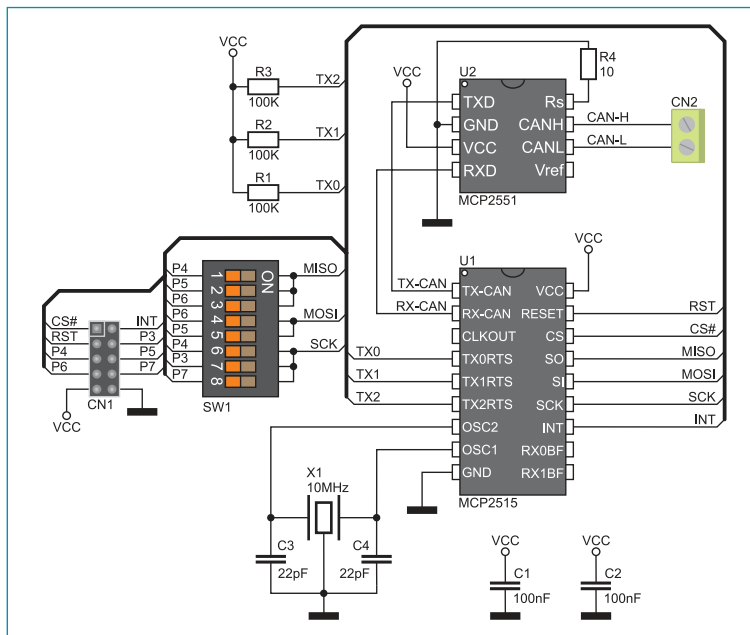 VCC
R3
100K
TX2
R2
100K
TX1
R1
100K
TX0
R4
10
VCC
U2
TXD
GND
VCC
RXD
Rs
CANH
CANL
Vref
MCP2551
CAN-H
CAN-L
CN2
P4
P5
P6
P6
P5
P4
P3
P7
1
2
3
4
5
6
7
8
ON
SW1
MISO
MOSI
SCK
CS#
RST
P4
P6
INT
P3
P5
P7
CN1
VCC
U1
VCC
TX-CAN
RX-CAN
TX0
TX1
TX2
TX-CAN
RX-CAN
CLKOUT
TX0RTS
TX1RTS
TX2RTS
OSC2
OSC1
GND
VCC
RESET
CS
SO
SI
SCK
INT
RX0BF
RX1BF
MCP2515
RST
CS#
MISO
MOSI
SCK
INT
X1
10MHz
C3
22pF
C4
22pF
VCC
C1
100nF
VCC
C2
100nF